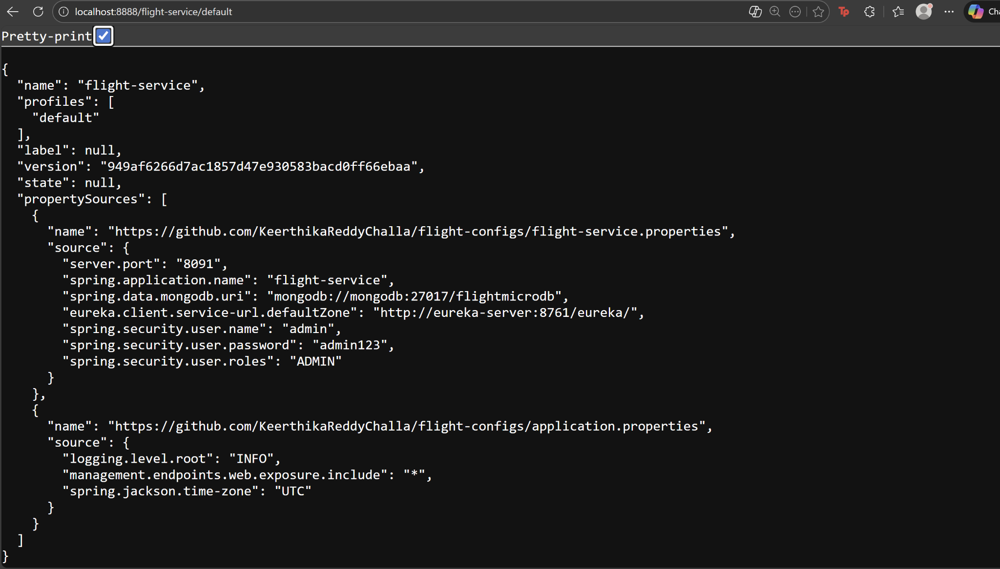 localhost:8888/flight-service/default
Tp
Cha
Pretty-print
{
  "name": "flight-service",
  "profiles": [
    "default"
  ],
  "label": null,
  "version": "949af6266d7ac1857d47e930583bacd0ff66ebaa",
  "state": null,
  "propertySources": [
    {
      "name": "https://github.com/KeerthikaReddyChalla/flight-configs/flight-service.properties",
      "source": {
        "server.port": "8091",
        "spring.application.name": "flight-service",
        "spring.data.mongodb.uri": "mongodb://mongodb:27017/flightmicrodb",
        "eureka.client.service-url.defaultZone": "http://eureka-server:8761/eureka/",
        "spring.security.user.name": "admin",
        "spring.security.user.password": "admin123",
        "spring.security.user.roles": "ADMIN"
      }
    },
    {
      "name": "https://github.com/KeerthikaReddyChalla/flight-configs/application.properties",
      "source": {
        "logging.level.root": "INFO",
        "management.endpoints.web.exposure.include": "*",
        "spring.jackson.time-zone": "UTC"
      }
    }
  ]
}